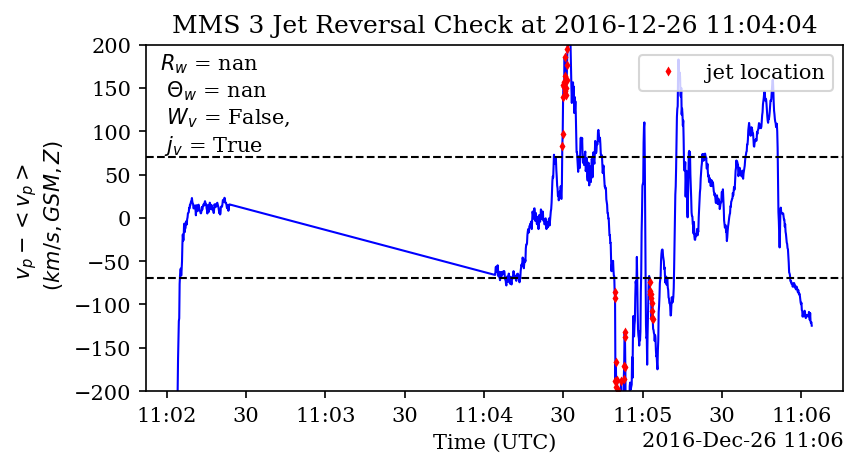 MMS 3 Jet Reversal Check at 2016-12-26 11:04:04
R_w = nan
Θ_w = nan
W_v = False,
j_v = True
jet location
v_p − < v_p >
(km/s, GSM, Z)
200
150
100
50
0
−50
−100
−150
−200
11:02 30 11:03 30 11:04 30 11:05 30 11:06
Time (UTC)
2016-Dec-26 11:06